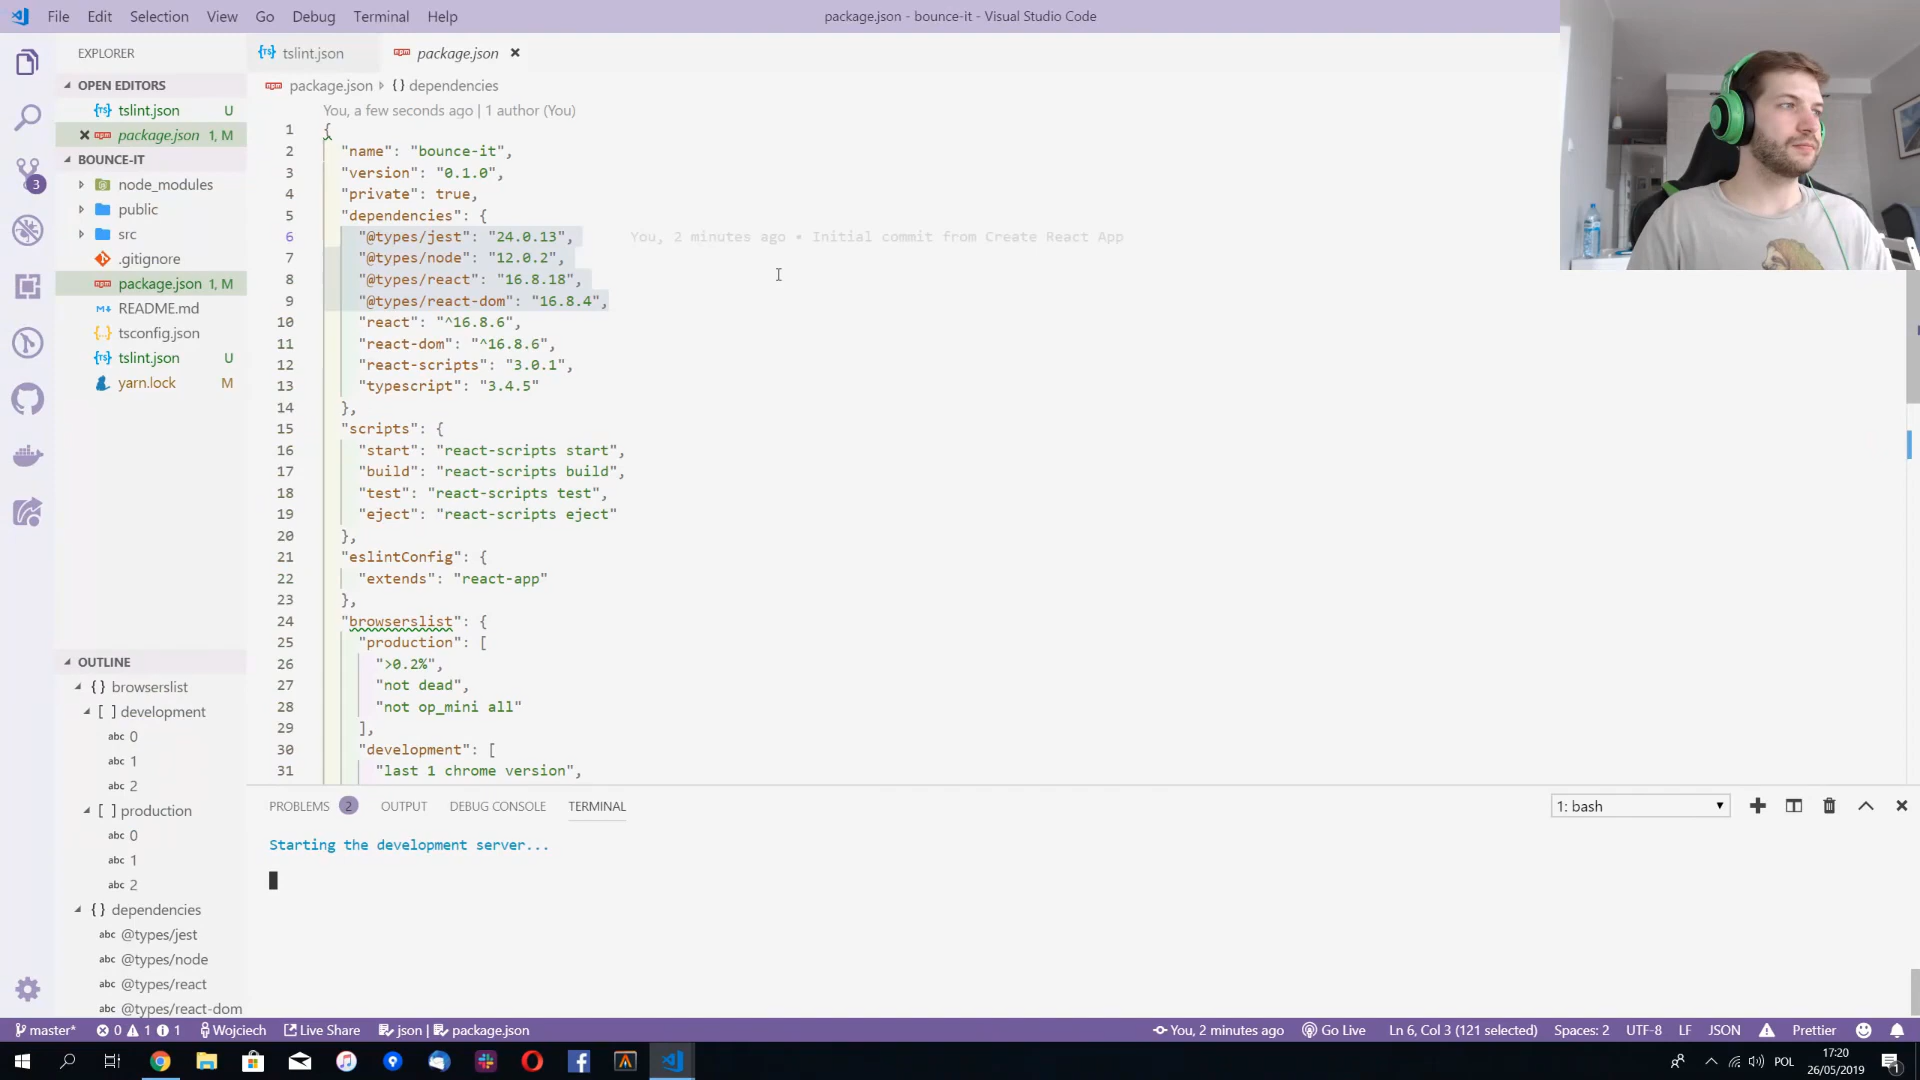 File Edit Selection View Go Debug Terminal Help
package.json - bounce-it - Visual Studio Code
EXPLORER
OPEN EDITORS
tslint.json U
package.json 1, M
BOUNCE-IT
node_modules
public
src
.gitignore
package.json 1, M
README.md
tsconfig.json
tslint.json U
yarn.lock M
3
OUTLINE
{ } browserslist
[ ] development
abc 0
abc 1
abc 2
[ ] production
abc 0
abc 1
abc 2
{ } dependencies
abc @types/jest
abc @types/node
abc @types/react
abc @types/react-dom
tslint.json
package.json
package.json { } dependencies
You, a few seconds ago | 1 author (You)
1 {
2 "name": "bounce-it",
3 "version": "0.1.0",
4 "private": true,
5 "dependencies": {
6 "@types/jest": "24.0.13", You, 2 minutes ago • Initial commit from Create React App
7 "@types/node": "12.0.2",
8 "@types/react": "16.8.18",
9 "@types/react-dom": "16.8.4",
10 "react": "^16.8.6",
11 "react-dom": "^16.8.6",
12 "react-scripts": "3.0.1",
13 "typescript": "3.4.5"
14 },
15 "scripts": {
16 "start": "react-scripts start",
17 "build": "react-scripts build",
18 "test": "react-scripts test",
19 "eject": "react-scripts eject"
20 },
21 "eslintConfig": {
22 "extends": "react-app"
23 },
24 "browserslist": {
25 "production": [
26 ">0.2%",
27 "not dead",
28 "not op_mini all"
29 ],
30 "development": [
31 "last 1 chrome version",
PROBLEMS 2 OUTPUT DEBUG CONSOLE TERMINAL
1: bash
Starting the development server...
master* 0 1 1 Wojciech Live Share json | package.json
You, 2 minutes ago Go Live Ln 6, Col 3 (121 selected) Spaces: 2 UTF-8 LF JSON Prettier
POL
17:20
26/05/2019
1